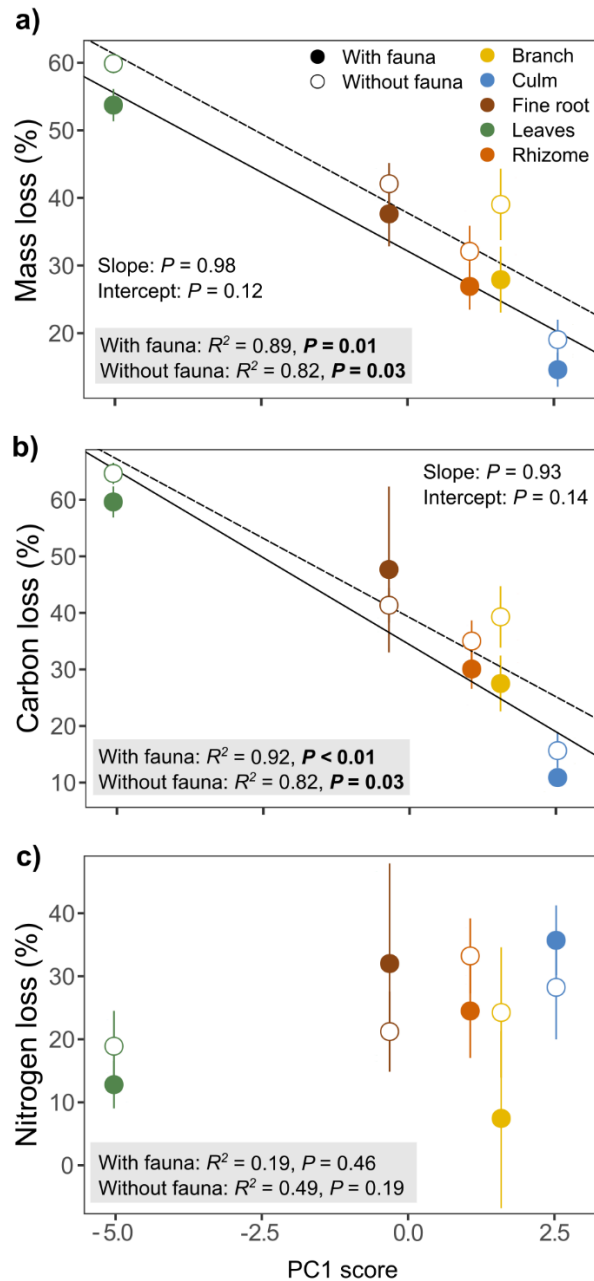 a)
Mass loss (%)
60
50
40
30
20
With fauna
Without fauna
Branch
Culm
Fine root
Leaves
Rhizome
Slope: P = 0.98
Intercept: P = 0.12
With fauna: R² = 0.89, P = 0.01
Without fauna: R² = 0.82, P = 0.03
b)
Carbon loss (%)
60
50
40
30
20
10
Slope: P = 0.93
Intercept: P = 0.14
With fauna: R² = 0.92, P < 0.01
Without fauna: R² = 0.82, P = 0.03
c)
Nitrogen loss (%)
40
30
20
10
0
With fauna: R² = 0.19, P = 0.46
Without fauna: R² = 0.49, P = 0.19
-5.0 -2.5 0.0 2.5
PC1 score